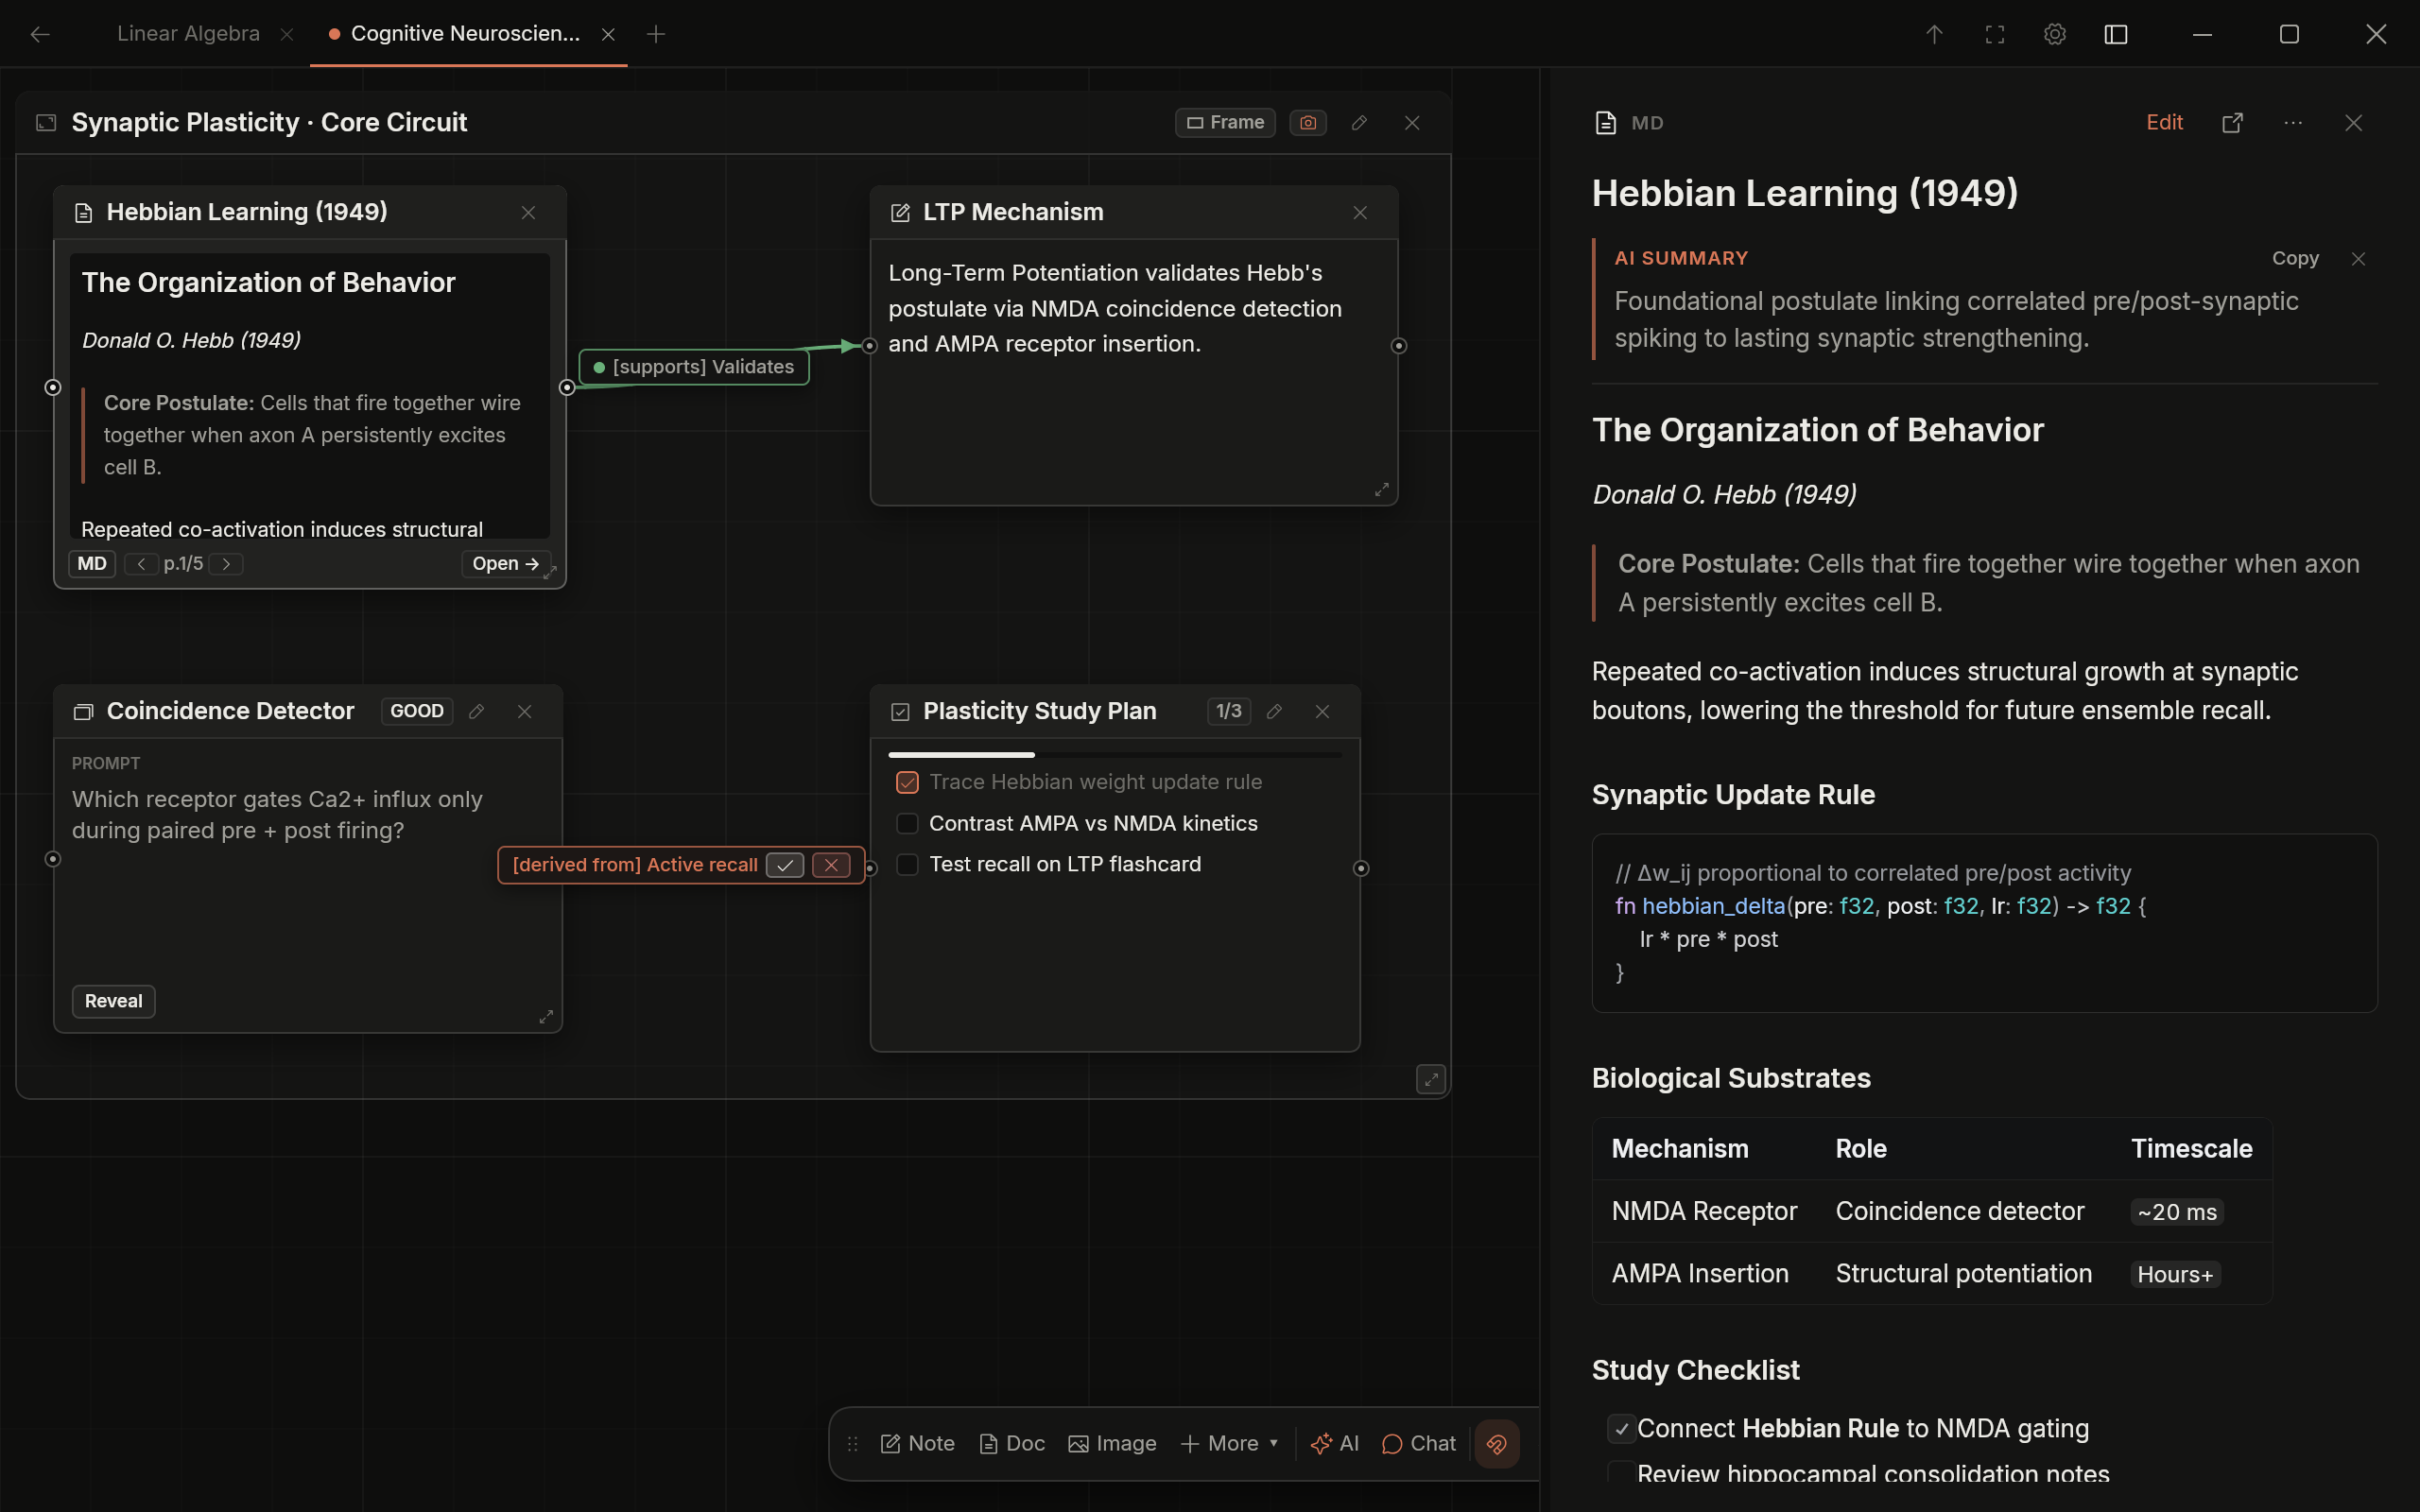 Linear Algebra
Cognitive Neuroscien...
Synaptic Plasticity · Core Circuit
Frame
Hebbian Learning (1949)
The Organization of Behavior
Donald O. Hebb (1949)
Core Postulate: Cells that fire together wire
together when axon A persistently excites
cell B.
Repeated co-activation induces structural
MD
p.1/5
Open →
[supports] Validates
LTP Mechanism
Long-Term Potentiation validates Hebb's
postulate via NMDA coincidence detection
and AMPA receptor insertion.
Coincidence Detector
GOOD
PROMPT
Which receptor gates Ca2+ influx only
during paired pre + post firing?
Reveal
[derived from] Active recall
Plasticity Study Plan
1/3
Trace Hebbian weight update rule
Contrast AMPA vs NMDA kinetics
Test recall on LTP flashcard
Note
Doc
Image
More
AI
Chat
MD
Edit
Hebbian Learning (1949)
AI SUMMARY
Copy
Foundational postulate linking correlated pre/post-synaptic
spiking to lasting synaptic strengthening.
The Organization of Behavior
Donald O. Hebb (1949)
Core Postulate: Cells that fire together wire together when axon
A persistently excites cell B.
Repeated co-activation induces structural growth at synaptic
boutons, lowering the threshold for future ensemble recall.
Synaptic Update Rule
// Δw_ij proportional to correlated pre/post activity
fn hebbian_delta(pre: f32, post: f32, lr: f32) -> f32 {
lr * pre * post
}
Biological Substrates
Mechanism Role Timescale
NMDA Receptor Coincidence detector ~20 ms
AMPA Insertion Structural potentiation Hours+
Study Checklist
Connect Hebbian Rule to NMDA gating
Review hippocampal consolidation notes